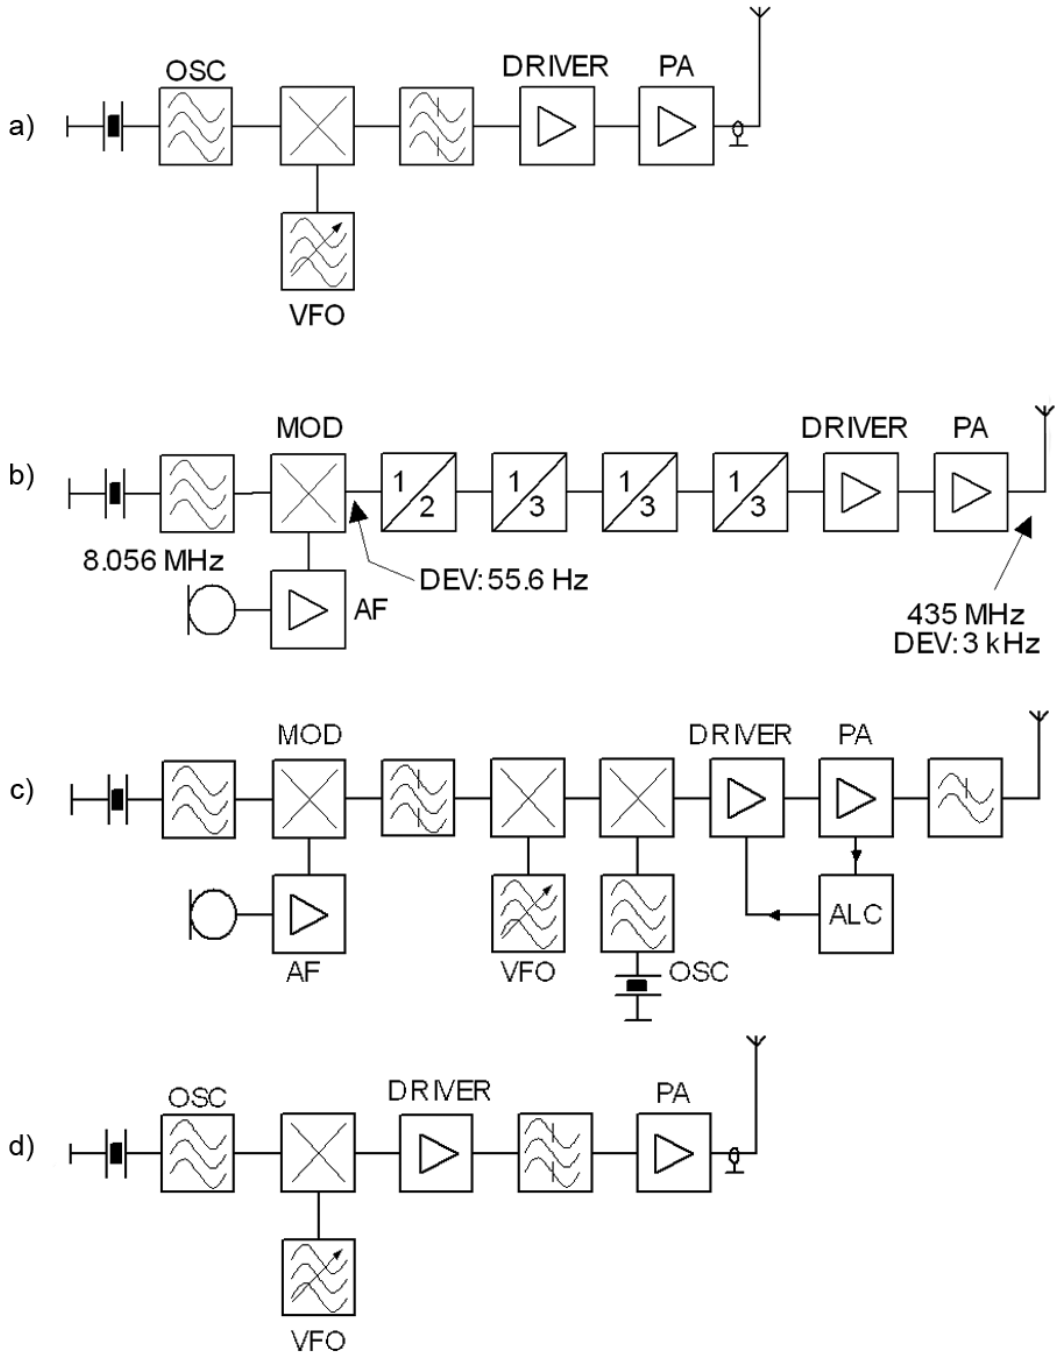 a)
OSC
DRIVER
PA
VFO
b)
MOD
DRIVER
PA
1
2
1
3
1
3
1
3
8.056 MHz
DEV: 55.6 Hz
AF
435 MHz
DEV: 3 kHz
c)
MOD
DRIVER
PA
ALC
AF
VFO
OSC
d)
OSC
DRIVER
PA
VFO